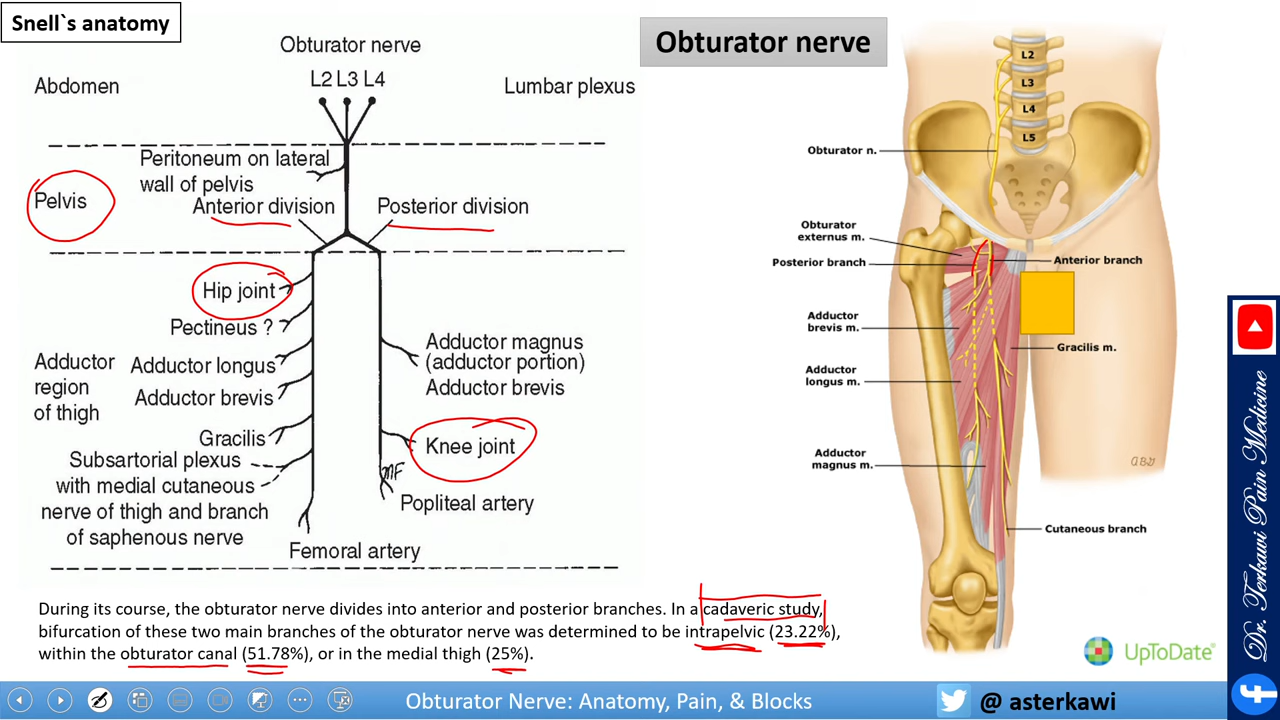 Snell`s anatomy
Obturator nerve
L2 L3 L4
Abdomen
Lumbar plexus
Peritoneum on lateral
wall of pelvis
Pelvis
Anterior division
Posterior division
Hip joint
Pectineus ?
Adductor longus
Adductor brevis
Gracilis
Adductor
region
of thigh
Subsartorial plexus
with medial cutaneous
nerve of thigh and branch
of saphenous nerve
Femoral artery
Adductor magnus
(adductor portion)
Adductor brevis
Knee joint
Popliteal artery
Obturator nerve
L2
L3
L4
L5
Obturator n.
Obturator
externus m.
Posterior branch
Anterior branch
Adductor
brevis m.
Gracilis m.
Adductor
longus m.
Adductor
magnus m.
Cutaneous branch
UpToDate®
During its course, the obturator nerve divides into anterior and posterior branches. In a cadaveric study,
bifurcation of these two main branches of the obturator nerve was determined to be intrapelvic (23.22%),
within the obturator canal (51.78%), or in the medial thigh (25%).
Obturator Nerve: Anatomy, Pain, & Blocks
@ asterkawi
Dr. Terkawi Pain Medicine